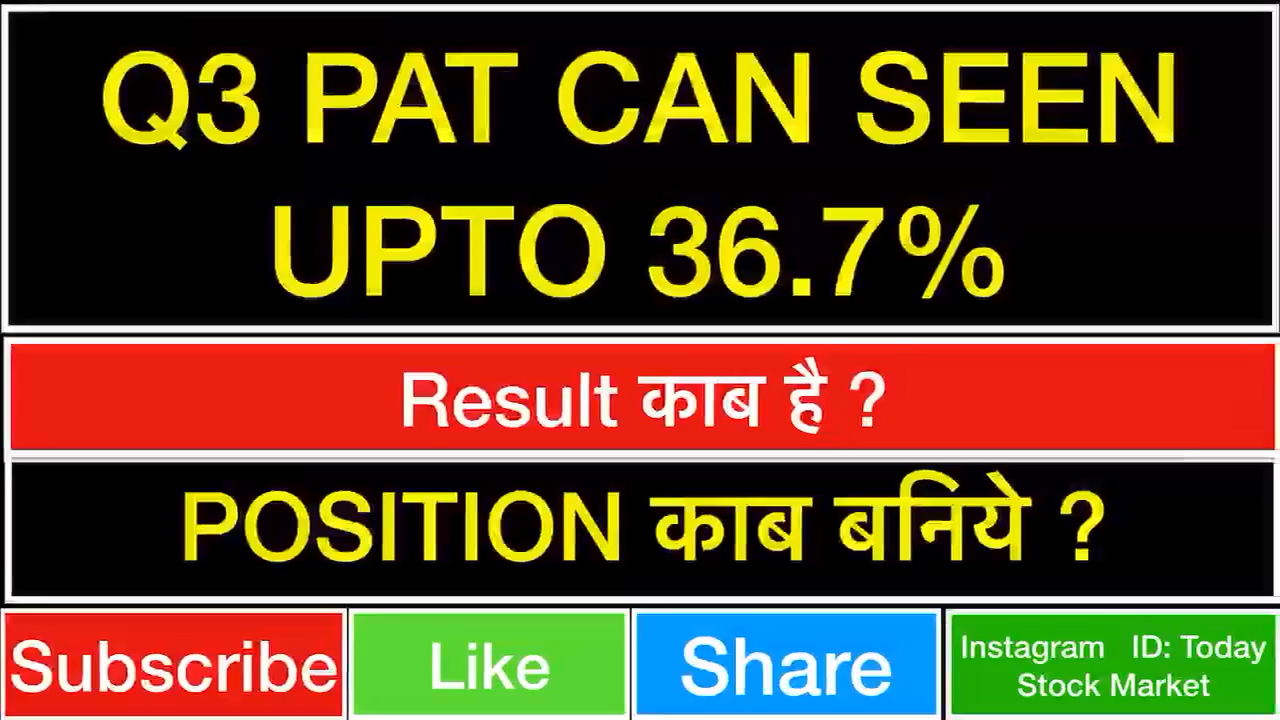 Q3 PAT CAN SEEN
UPTO 36.7%
Result काब है ?
POSITION काब बनिये ?
Subscribe
Like
Share
Instagram ID: Today
Stock Market